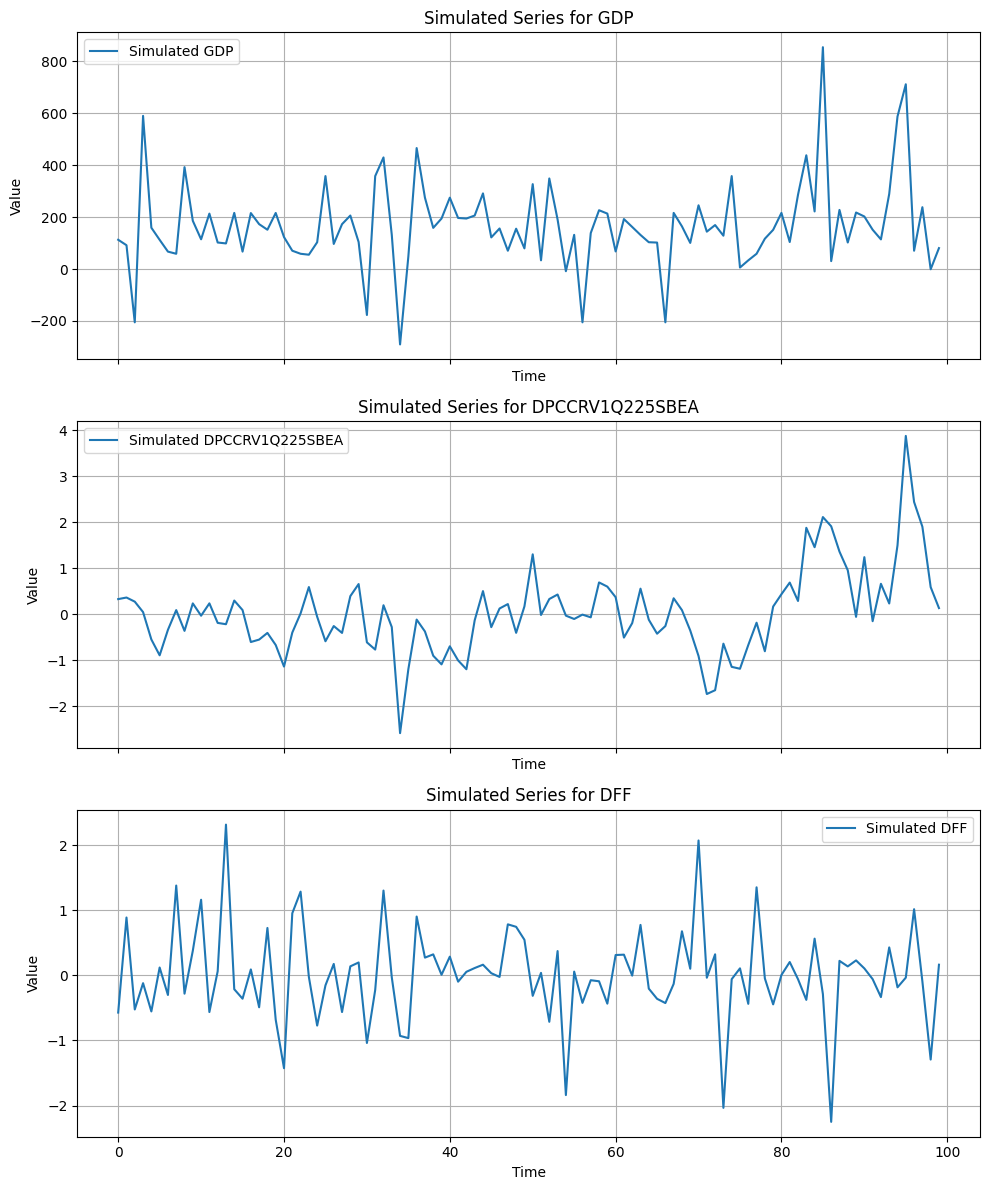 Simulated Series for GDP
Simulated GDP
800
600
400
200
0
−200
Value
Time
Simulated Series for DPCCRV1Q225SBEA
Simulated DPCCRV1Q225SBEA
4
3
2
1
0
−1
−2
Value
Time
Simulated Series for DFF
Simulated DFF
2
1
0
−1
−2
Value
0 20 40 60 80 100
Time